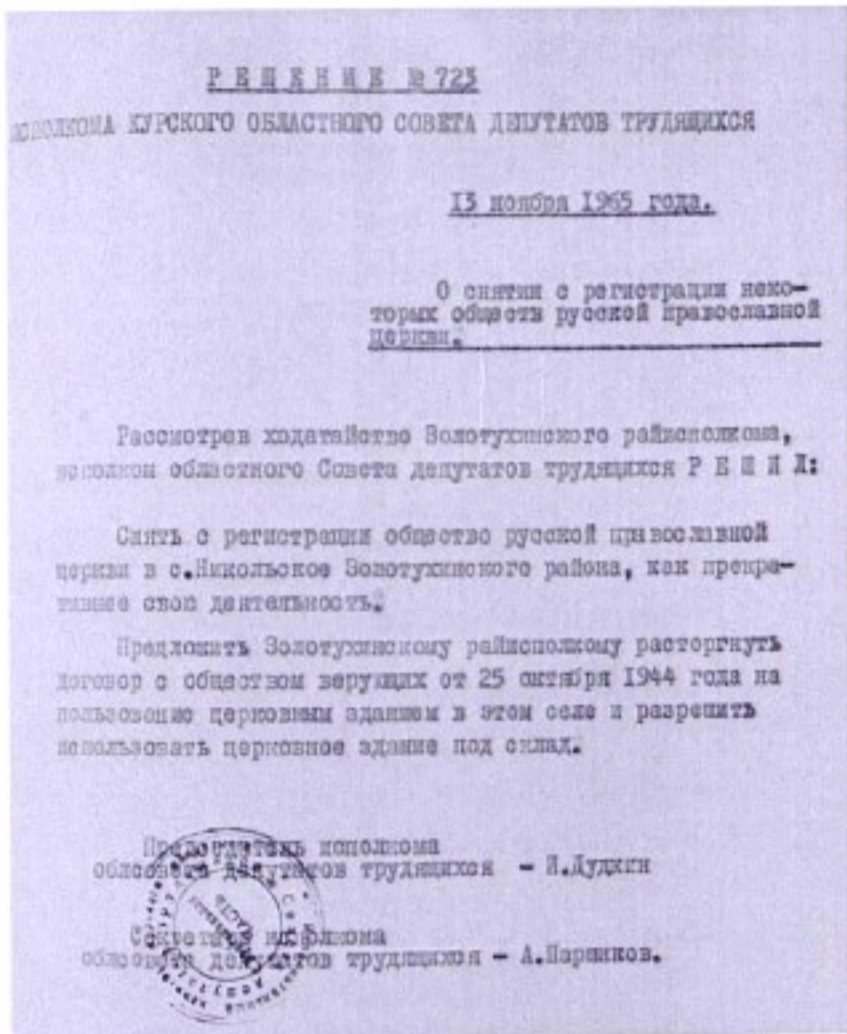 Р Е Ш Е Н И Е № 723
ИСПОЛКОМА КУРСКОГО ОБЛАСТНОГО СОВЕТА ДЕПУТАТОВ ТРУДЯЩИХСЯ
13 ноября 1965 года.
О снятии с регистрации неко-
торых обществ русской православной
церкви.
Рассмотрев ходатайство Золотухинского райисполкома,
исполком областного Совета депутатов трудящихся Р Е Ш И Л:
Снять с регистрации общество русской православной
церкви в с.Никольское Золотухинского района, как прекра-
тившее свою деятельность.
Предложить Золотухинскому райисполкому расторгнуть
договор с обществом верующих от 25 октября 1944 года на
пользование церковным зданием в этом селе и разрешить
использовать церковное здание под склад.
Председатель исполкома
облсовета депутатов трудящихся - И.Дудкин
Секретарь исполкома
облсовета депутатов трудящихся - А.